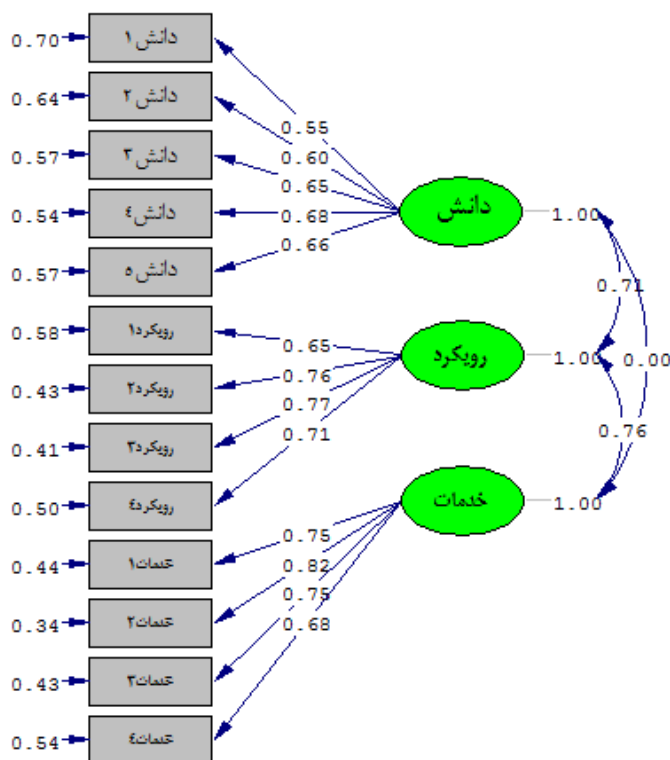 0.70 دانش۱ 0.55
0.64 دانش۲ 0.60
0.57 دانش۳ 0.65
0.54 دانش٤ 0.68
0.57 دانش٥ 0.66
دانش 1.00
0.71
0.58 رویکرد۱ 0.65
0.43 رویکرد۲ 0.76
0.41 رویکرد۳ 0.77
0.50 رویکرد٤ 0.71
رویکرد 1.00
0.00
0.76
0.44 خدمات۱ 0.75
0.34 خدمات۲ 0.82
0.43 خدمات۳ 0.75
0.54 خدمات٤ 0.68
خدمات 1.00